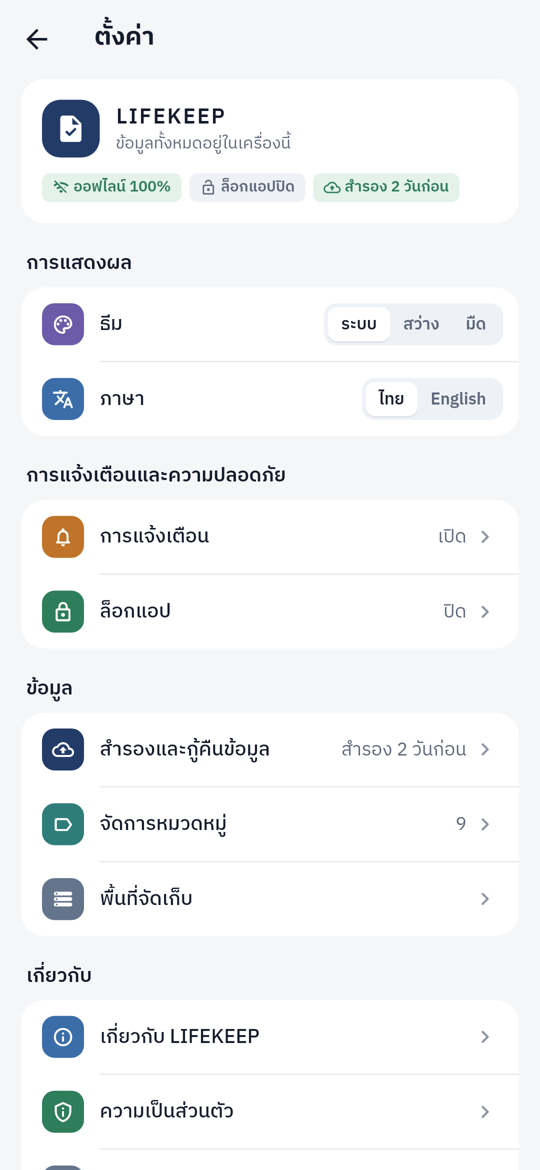 ตั้งค่า
LIFEKEEP
ข้อมูลทั้งหมดอยู่ในเครื่องนี้
ออฟไลน์ 100%
ล็อกแอปปิด
สำรอง 2 วันก่อน
การแสดงผล
ธีม
ระบบ
สว่าง
มืด
ภาษา
ไทย
English
การแจ้งเตือนและความปลอดภัย
การแจ้งเตือน
เปิด
ล็อกแอป
ปิด
ข้อมูล
สำรองและกู้คืนข้อมูล
สำรอง 2 วันก่อน
จัดการหมวดหมู่
9
พื้นที่จัดเก็บ
เกี่ยวกับ
เกี่ยวกับ LIFEKEEP
ความเป็นส่วนตัว